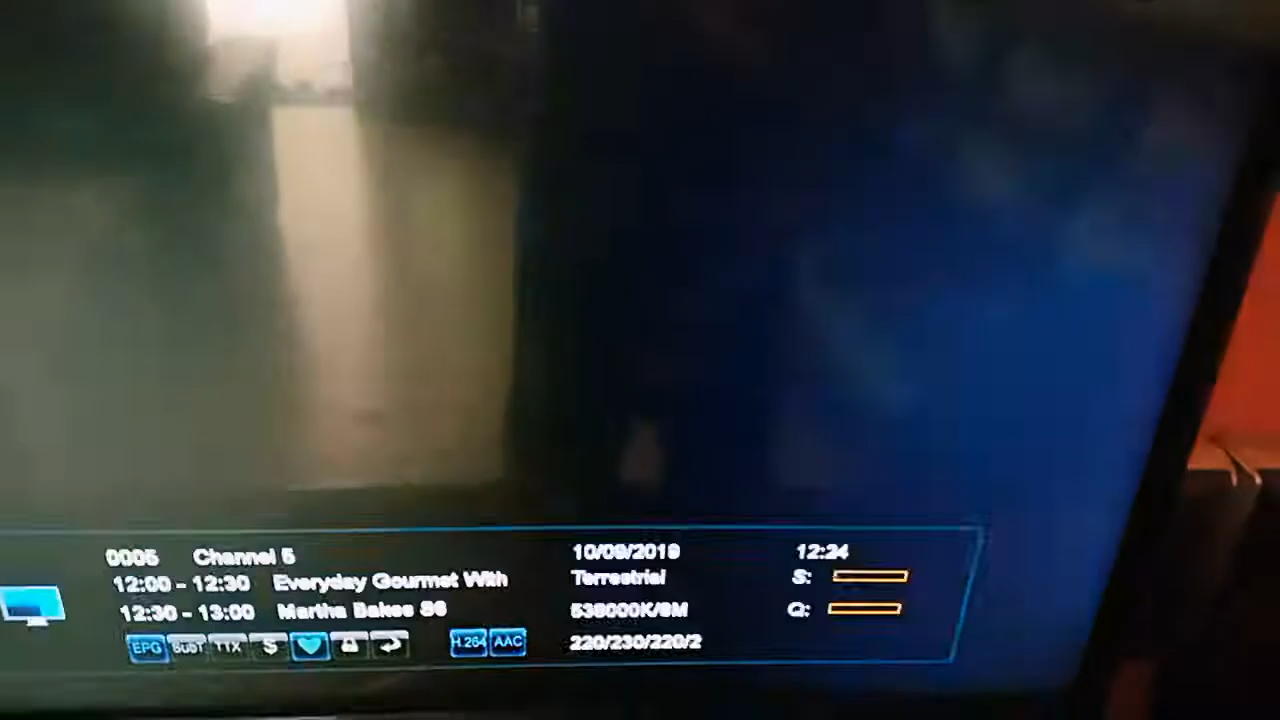 0005 Channel 5 10/09/2019 12:24
12:00 - 12:30 Everyday Gourmet With Terrestrial S:
12:30 - 13:00 Martha Bakes S6 538000K/8M Q:
EPG SUBT TTX $ H.264 AAC 220/230/220/2